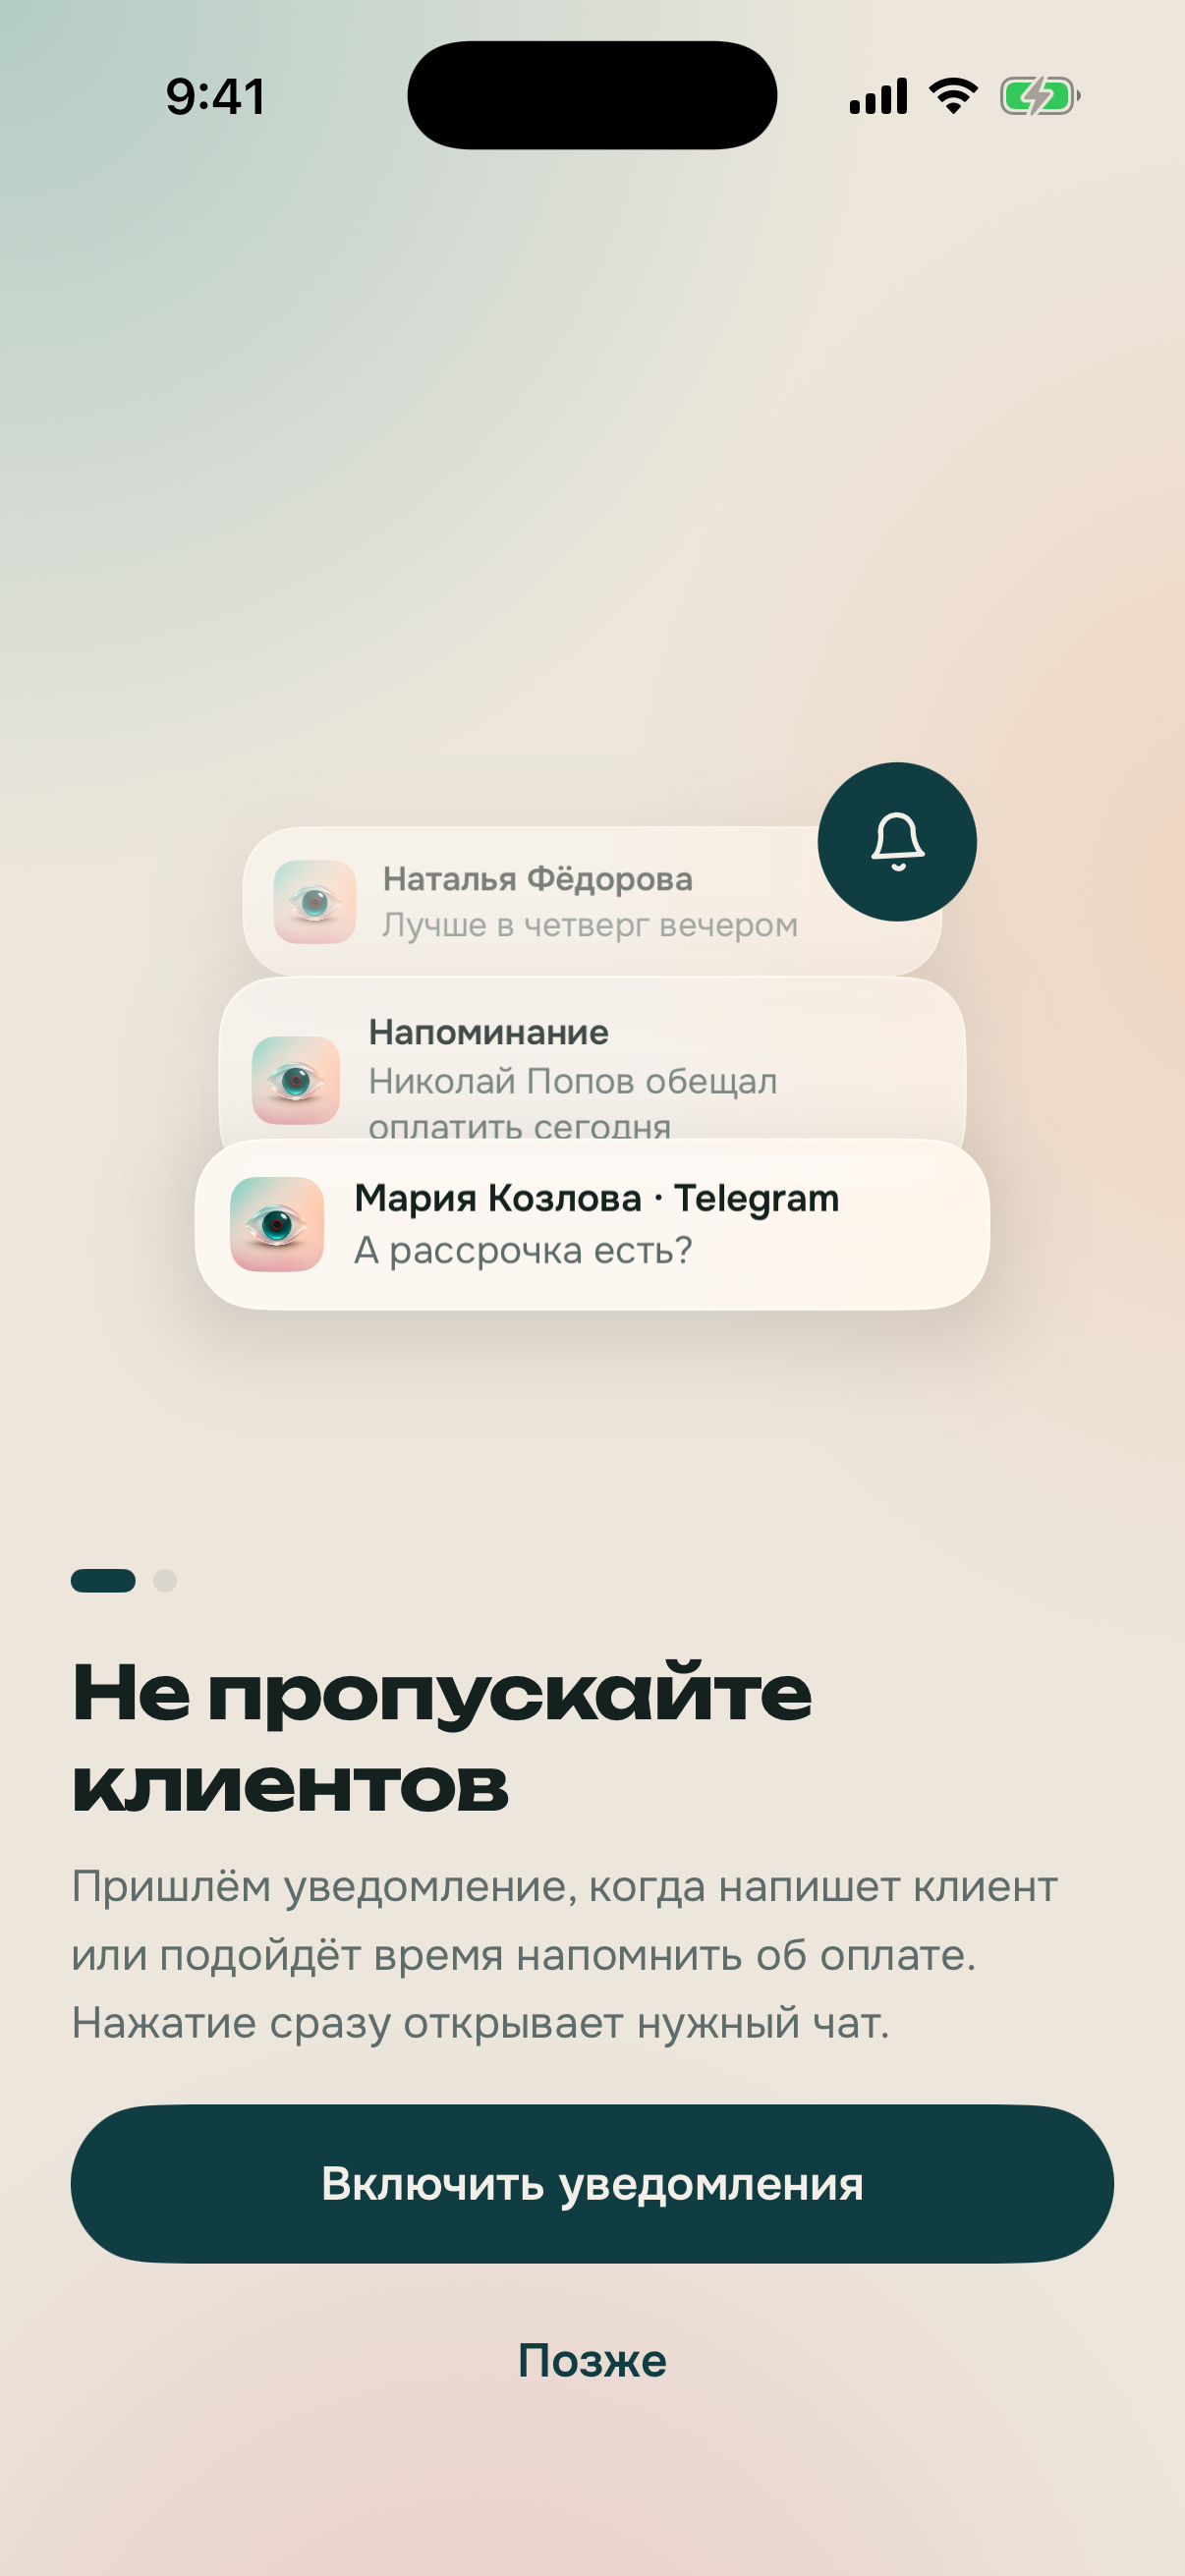 9:41
Наталья Фёдорова
Лучше в четверг вечером
Напоминание
Николай Попов обещал
оплатить сегодня
Мария Козлова · Telegram
А рассрочка есть?
Не пропускайте
клиентов
Пришлём уведомление, когда напишет клиент
или подойдёт время напомнить об оплате.
Нажатие сразу открывает нужный чат.
Включить уведомления
Позже